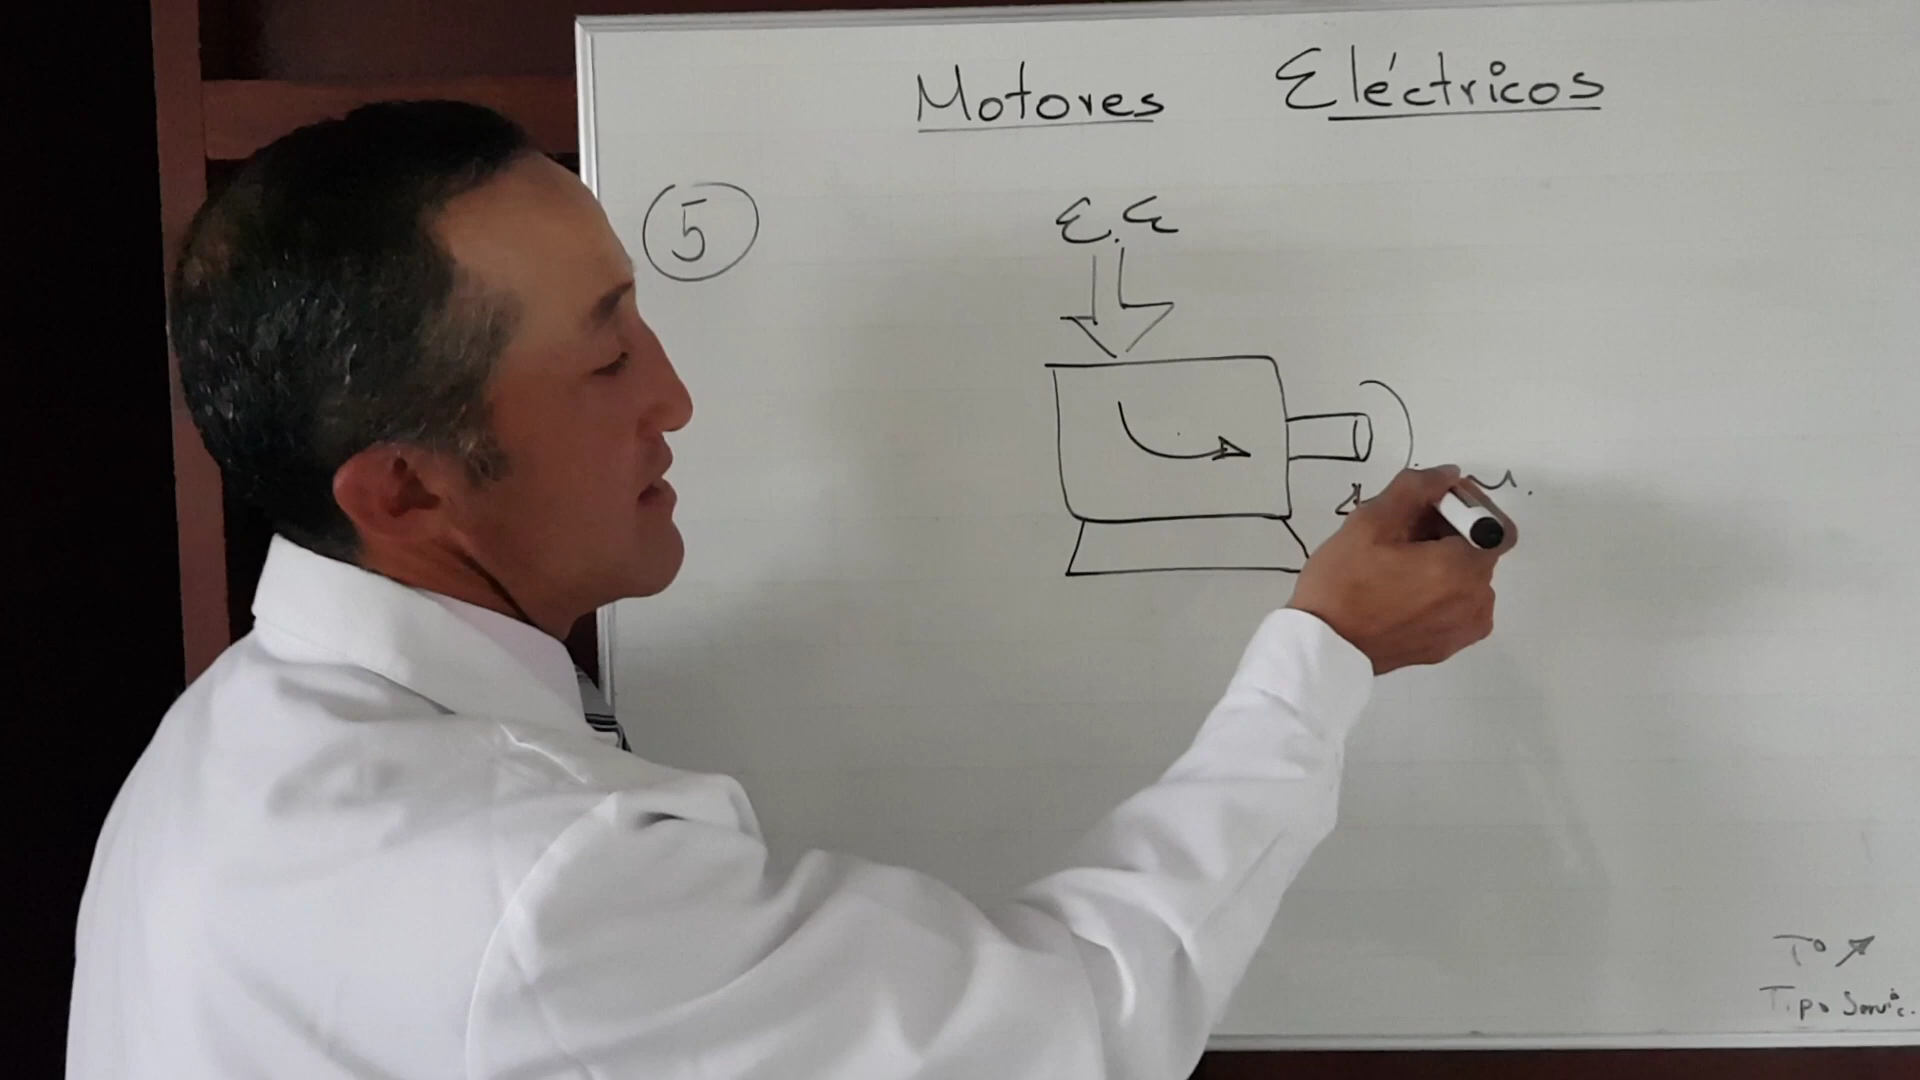 Motores Eléctricos
5
E.E
M.
T° ↗
Tipo Servic.